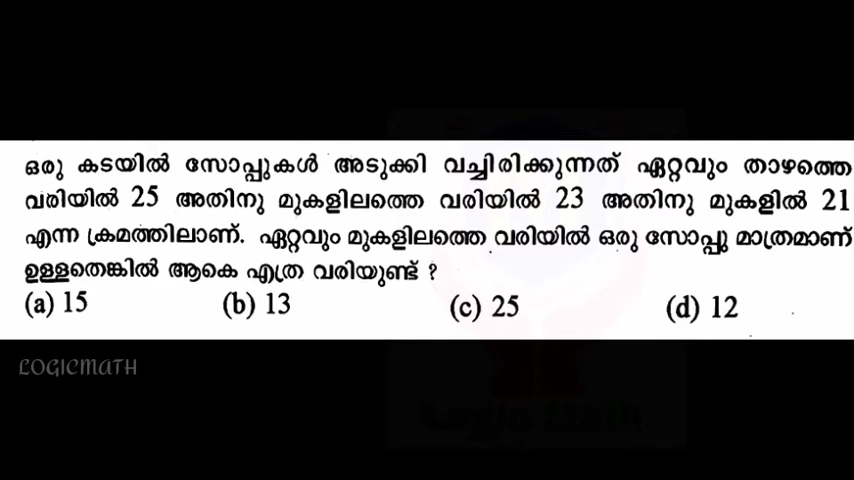 ഒരു കടയിൽ സോപ്പുകൾ അടുക്കി വച്ചിരിക്കുന്നത് ഏറ്റവും താഴത്തെ
വരിയിൽ 25 അതിനു മുകളിലത്തെ വരിയിൽ 23 അതിനു മുകളിൽ 21
എന്ന ക്രമത്തിലാണ്. ഏറ്റവും മുകളിലത്തെ വരിയിൽ ഒരു സോപ്പു മാത്രമാണ്
ഉള്ളതെങ്കിൽ ആകെ എത്ര വരിയുണ്ട് ?
(a) 15 (b) 13 (c) 25 (d) 12
LOGICMATH
Logic Math.